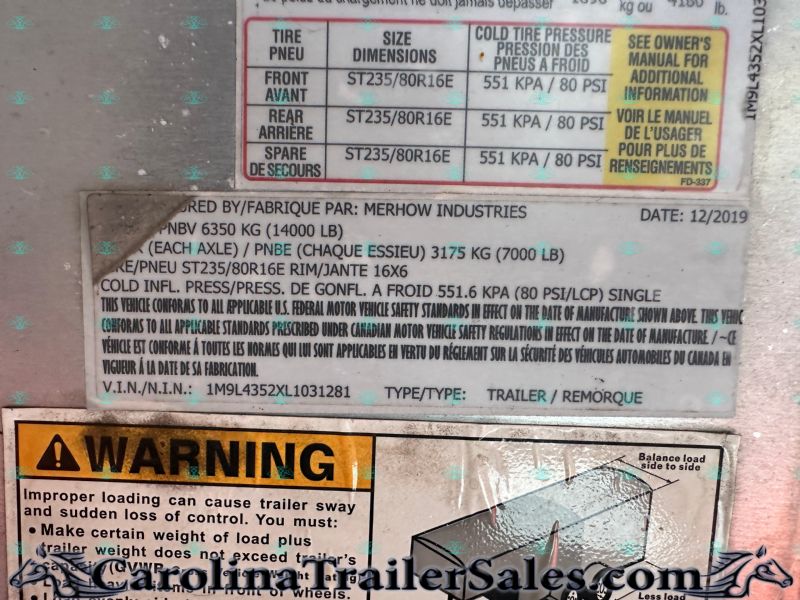 kg ou 4180 lb.
TIRE PNEU
SIZE DIMENSIONS
COLD TIRE PRESSURE PRESSION DES PNEUS A FROID
SEE OWNER'S MANUAL FOR ADDITIONAL INFORMATION
FRONT AVANT ST235/80R16E 551 KPA / 80 PSI
REAR ARRIÈRE ST235/80R16E 551 KPA / 80 PSI
VOIR LE MANUEL DE L'USAGER POUR PLUS DE RENSEIGNEMENTS
SPARE DE SECOURS ST235/80R16E 551 KPA / 80 PSI
FD-337
1M9L4352XL103
BY/FABRIQUE PAR: MERHOW INDUSTRIES DATE: 12/2019
PNBV 6350 KG (14000 LB)
(EACH AXLE) / PNBE (CHAQUE ESSIEU) 3175 KG (7000 LB)
ST235/80R16E RIM/JANTE 16X6
COLD INFL. PRESS/PRESS. DE GONFL. A FROID 551.6 KPA (80 PSI/LCP) SINGLE
THIS VEHICLE CONFORMS TO ALL APPLICABLE U.S. FEDERAL MOTOR VEHICLE SAFETY STANDARDS IN EFFECT ON THE DATE OF MANUFACTURE SHOWN ABOVE. THIS VEHIC
CONFORMS TO ALL APPLICABLE STANDARDS PRESCRIBED UNDER CANADIAN MOTOR VEHICLE SAFETY REGULATIONS IN EFFECT ON THE DATE OF MANUFACTURE. / ~CE
VÉHICLE EST CONFORME À TOUTES LES NORMES QUI LUI SONT APPLICABLES EN VERTU DU RÉGLEMENT SUR LA SÉCURITÉ DES VÉHICULES AUTOMOBILES DU CANADA EN
VIGUEUR À LA DATE DE SA FABRICATION.
V.I.N./N.I.N.: 1M9L4352XL1031281 TYPE/TYPE: TRAILER / REMORQUE
WARNING
Improper loading can cause trailer sway
and sudden loss of control. You must:
• Make certain weight of load plus
trailer weight does not exceed trailer's
Balance load
side to side
Less load
CarolinaTrailerSales.com